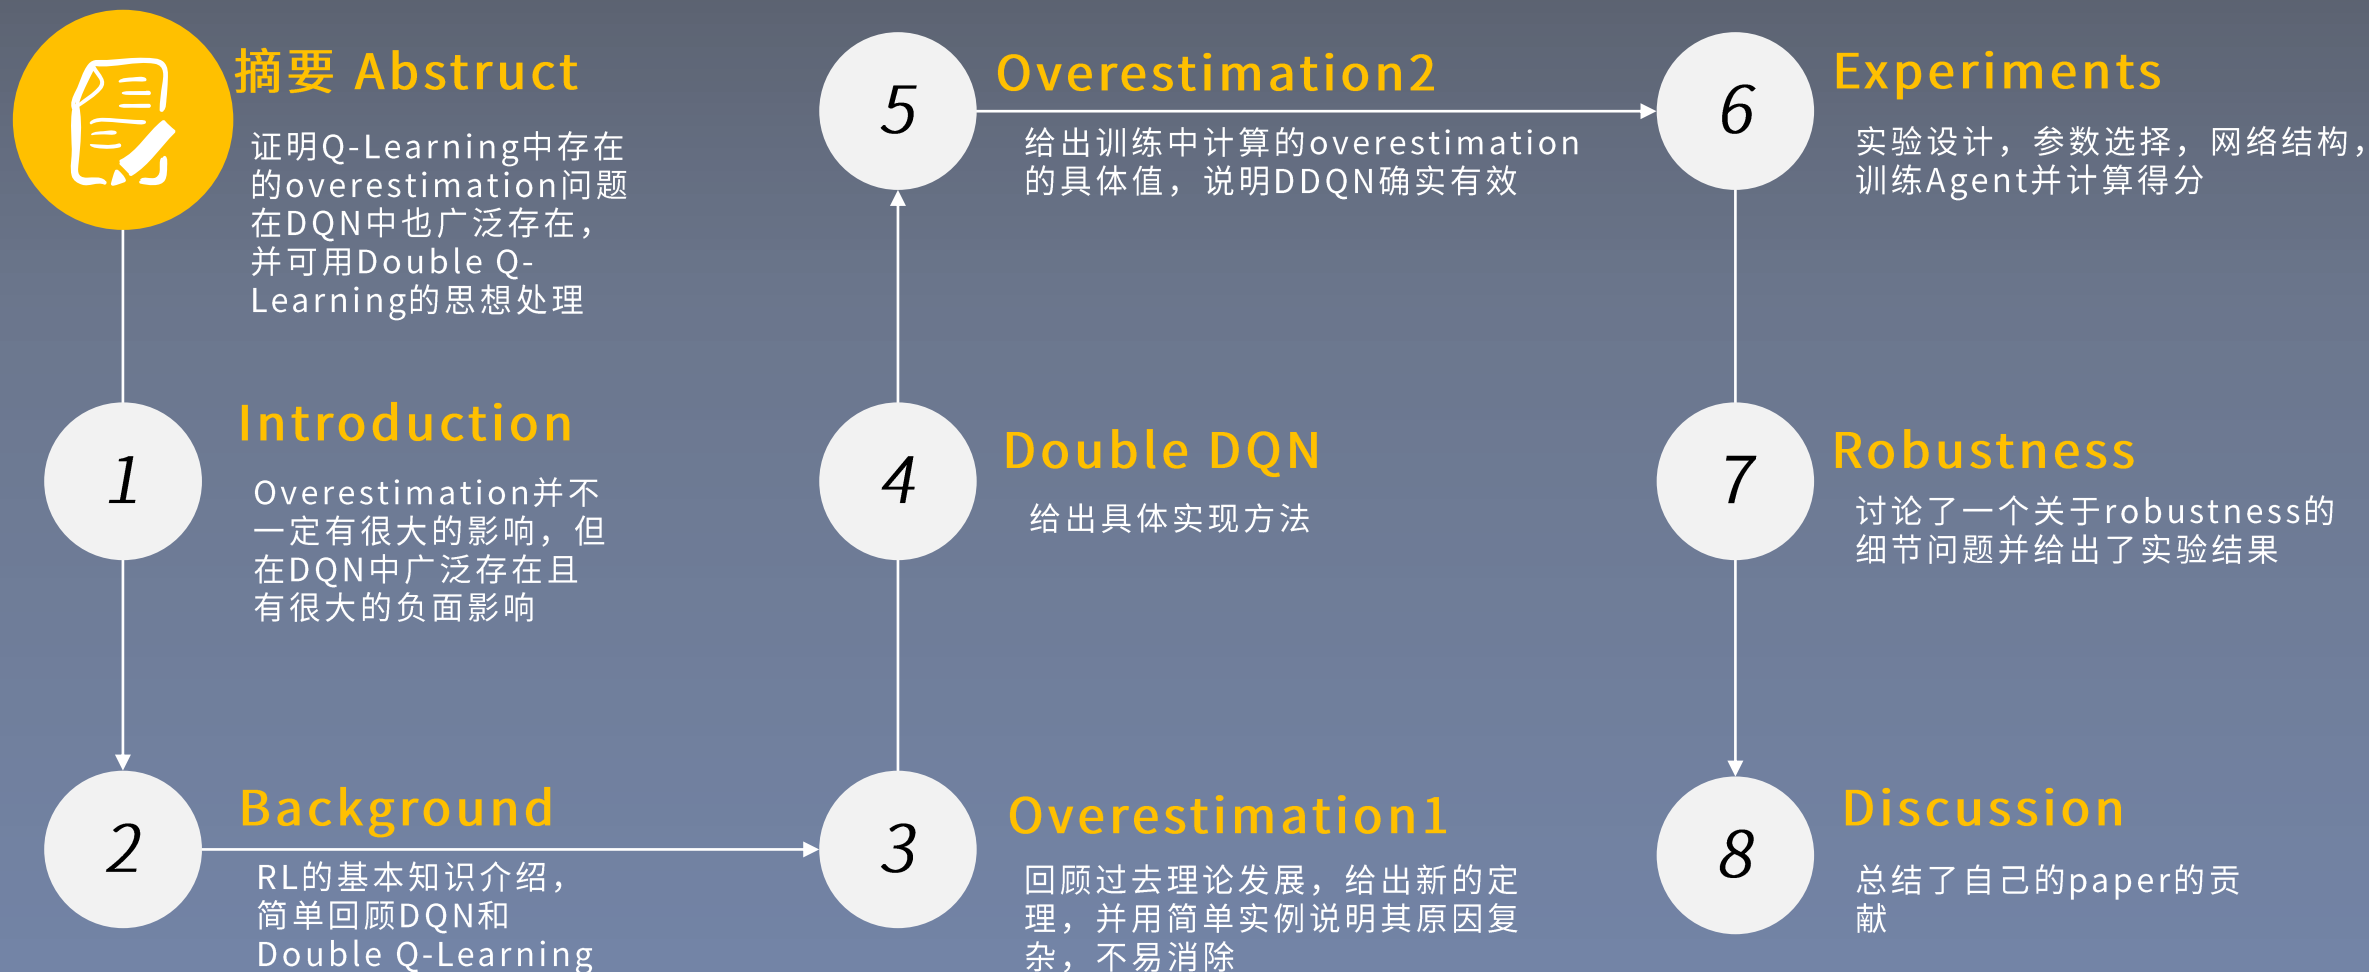 摘要 Abstruct
证明Q-Learning中存在
的overestimation问题
在DQN中也广泛存在，
并可用Double Q-
Learning的思想处理
1
Introduction
Overestimation并不
一定有很大的影响，但
在DQN中广泛存在且
有很大的负面影响
2
Background
RL的基本知识介绍，
简单回顾DQN和
Double Q-Learning
3
Overestimation1
回顾过去理论发展，给出新的定
理，并用简单实例说明其原因复
杂，不易消除
4
Double DQN
给出具体实现方法
5
Overestimation2
给出训练中计算的overestimation
的具体值，说明DDQN确实有效
6
Experiments
实验设计，参数选择，网络结构，
训练Agent并计算得分
7
Robustness
讨论了一个关于robustness的
细节问题并给出了实验结果
8
Discussion
总结了自己的paper的贡
献